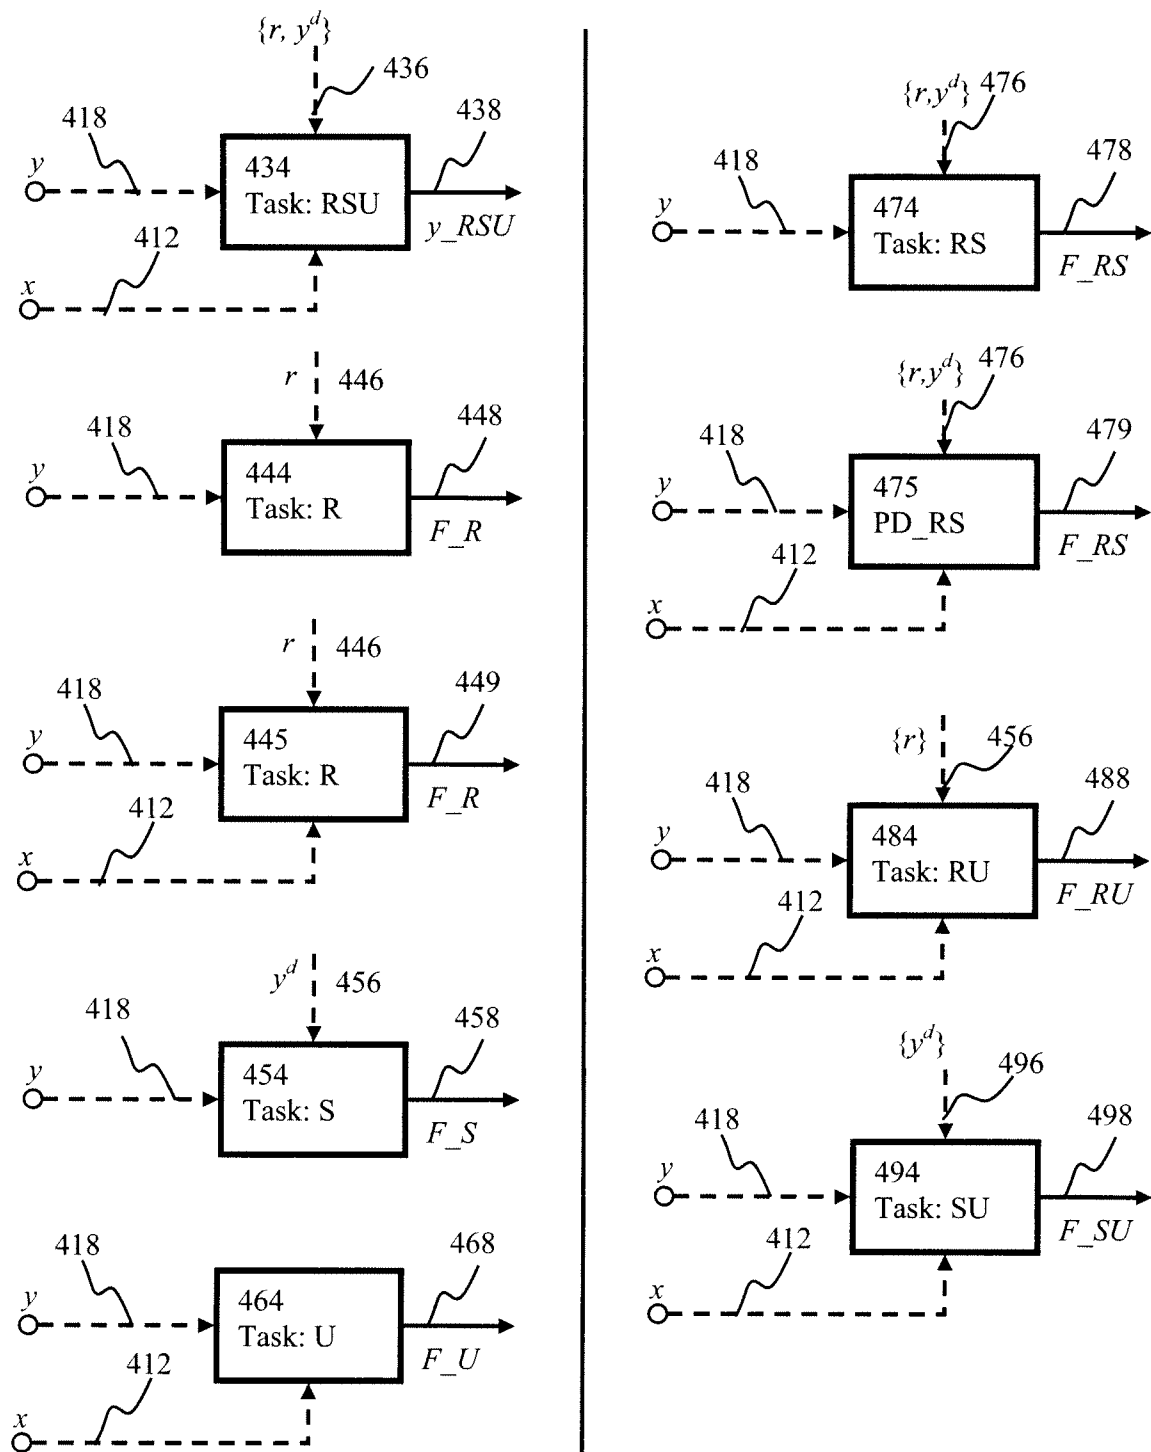 {r, y^d}
436
418
438
y
434
Task: RSU
y_RSU
412
x
r
446
418
448
y
444
Task: R
F_R
r
446
418
449
y
445
Task: R
F_R
412
x
y^d
456
418
458
y
454
Task: S
F_S
418
468
y
464
Task: U
F_U
412
x
{r,y^d}
476
418
478
y
474
Task: RS
F_RS
{r,y^d}
476
418
479
y
475
PD_RS
F_RS
412
x
{r}
456
418
488
y
484
Task: RU
F_RU
412
x
{y^d}
496
418
498
y
494
Task: SU
F_SU
412
x